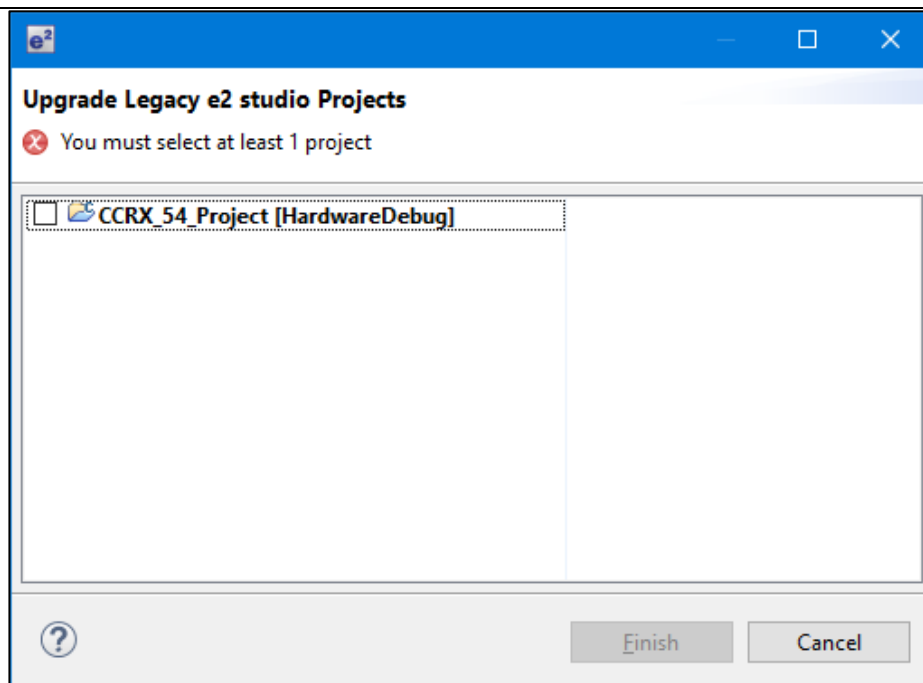 e²
Upgrade Legacy e2 studio Projects
You must select at least 1 project
CCRX_54_Project [HardwareDebug]
?
Finish
Cancel